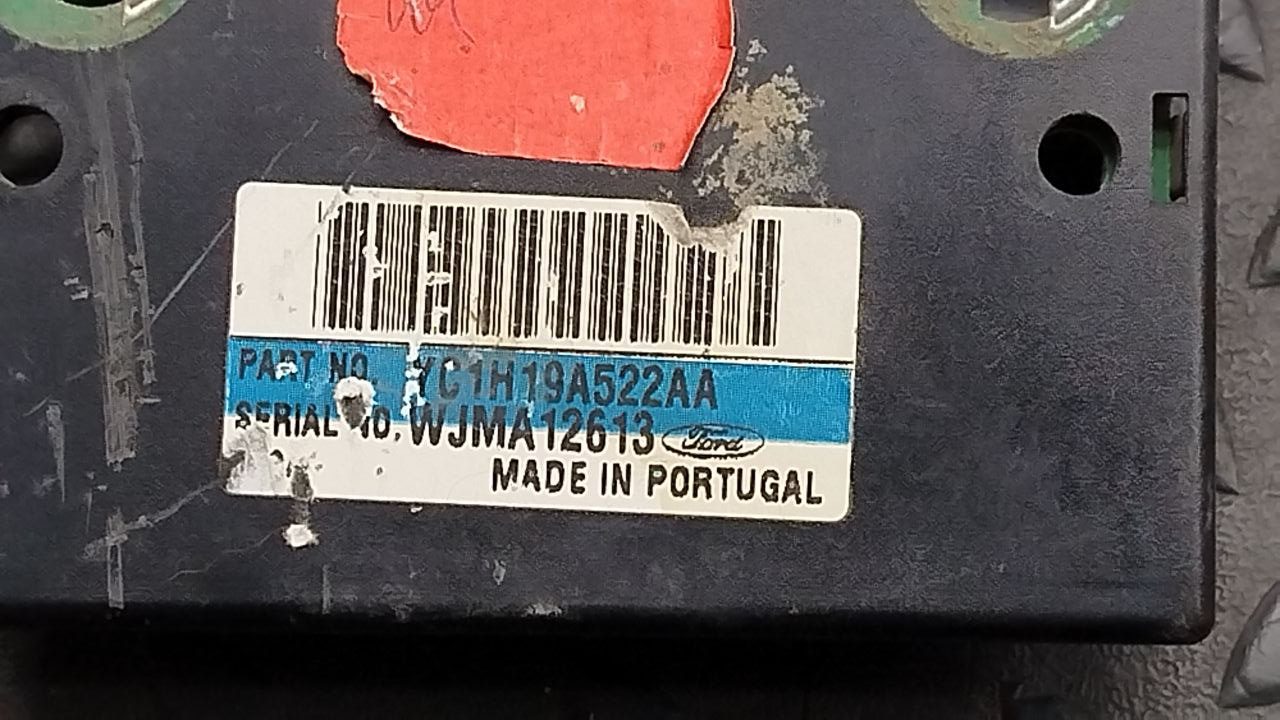 PART NO. YC1H19A522AA
SERIAL NO. WJMA12613 Ford
MADE IN PORTUGAL